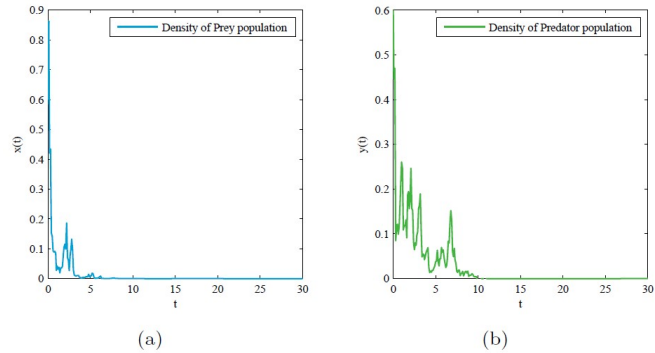 0.9
0.8
0.7
0.6
0.5
0.4
0.3
0.2
0.1
0
x(t)
Density of Prey population
0 5 10 15 20 25 30
t
(a)
0.6
0.5
0.4
0.3
0.2
0.1
0
y(t)
Density of Predator population
0 5 10 15 20 25 30
t
(b)